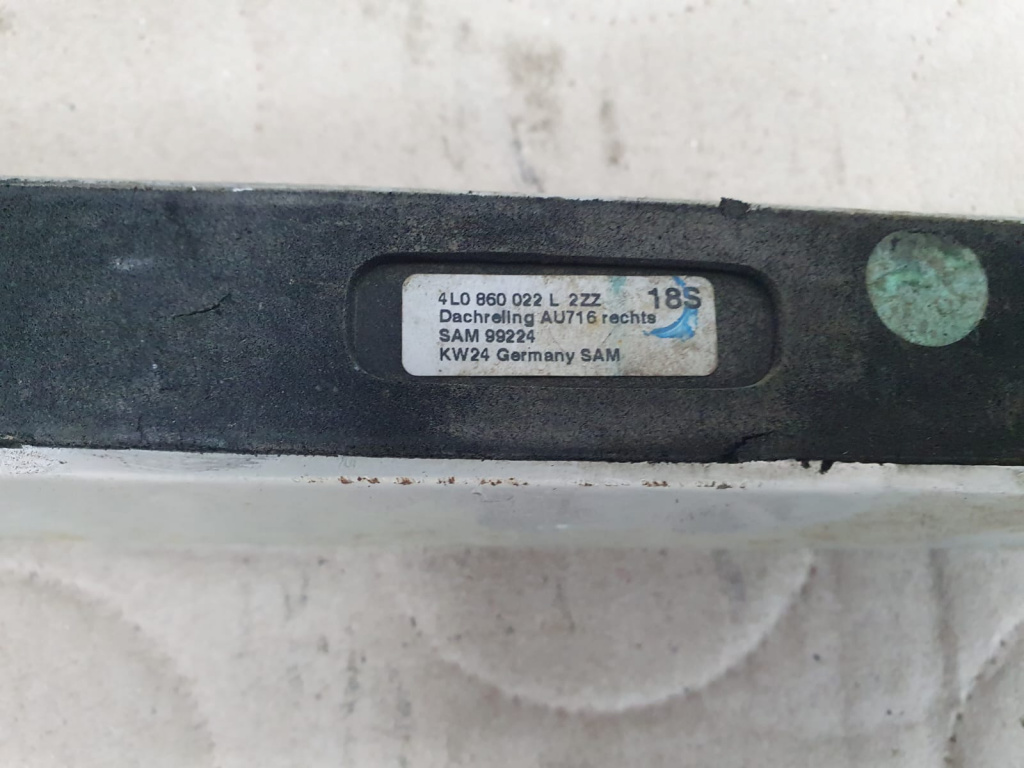 4L0 860 022 L 2ZZ 18S
Dachreling AU716 rechts
SAM 99224
KW24 Germany SAM